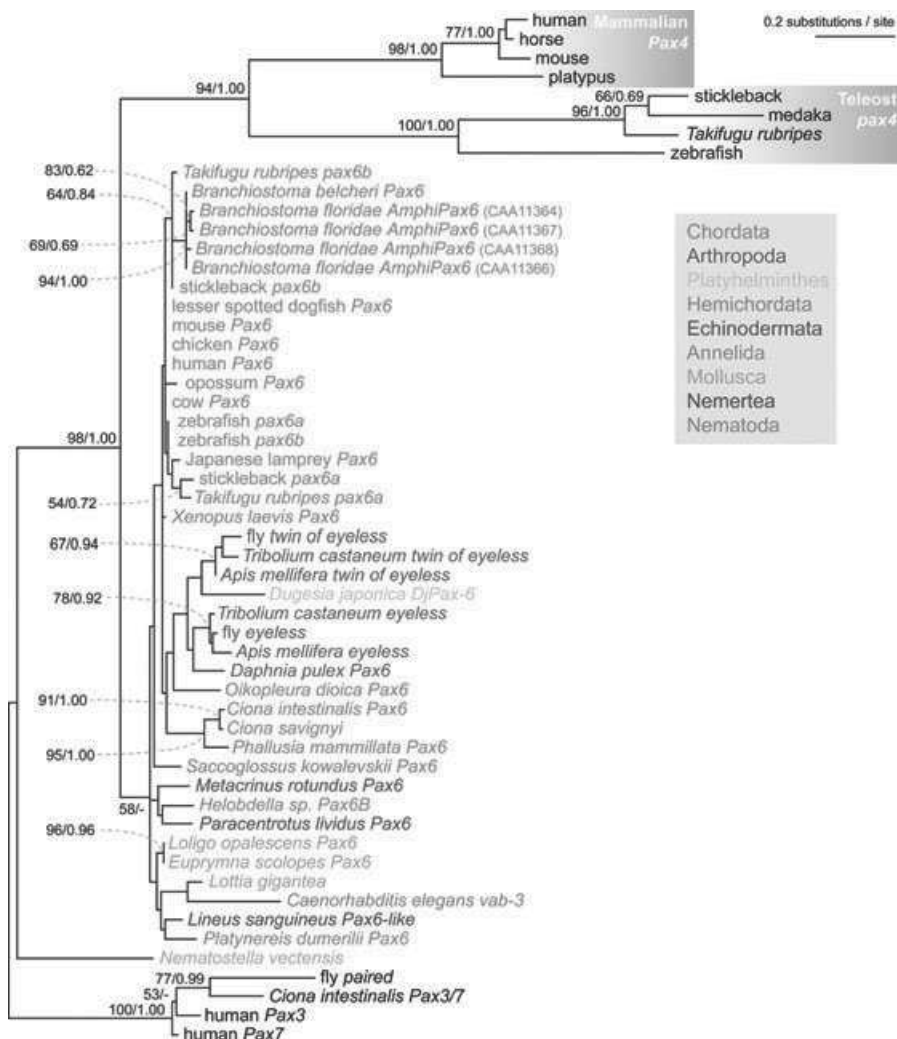 human
Mammalian
77/1.00
horse
Pax4
98/1.00
mouse
platypus
0.2 substitutions / site
94/1.00
66/0.69
stickleback
Teleost
96/1.00
medaka
pax4
100/1.00
Takifugu rubripes
zebrafish
83/0.62
Takifugu rubripes pax6b
64/0.84
Branchiostoma belcheri Pax6
Branchiostoma floridae AmphiPax6 (CAA11364)
Branchiostoma floridae AmphiPax6 (CAA11367)
69/0.69
Branchiostoma floridae AmphiPax6 (CAA11368)
94/1.00
Branchiostoma floridae AmphiPax6 (CAA11366)
stickleback pax6b
lesser spotted dogfish Pax6
mouse Pax6
chicken Pax6
human Pax6
opossum Pax6
cow Pax6
zebrafish pax6a
zebrafish pax6b
98/1.00
Japanese lamprey Pax6
stickleback pax6a
54/0.72
Takifugu rubripes pax6a
Xenopus laevis Pax6
67/0.94
fly twin of eyeless
Tribolium castaneum twin of eyeless
Apis mellifera twin of eyeless
78/0.92
Dugesia japonica DjPax-6
Tribolium castaneum eyeless
fly eyeless
Apis mellifera eyeless
Daphnia pulex Pax6
91/1.00
Oikopleura dioica Pax6
Ciona intestinalis Pax6
Ciona savignyi
95/1.00
Phallusia mammillata Pax6
Saccoglossus kowalevskii Pax6
58/-
Metacrinus rotundus Pax6
Helobdella sp. Pax6B
96/0.96
Paracentrotus lividus Pax6
Loligo opalescens Pax6
Euprymna scolopes Pax6
Lottia gigantea
Caenorhabditis elegans vab-3
Lineus sanguineus Pax6-like
Platynereis dumerilii Pax6
Nematostella vectensis
77/0.99
fly paired
53/-
Ciona intestinalis Pax3/7
100/1.00
human Pax3
human Pax7
Chordata
Arthropoda
Platyhelminthes
Hemichordata
Echinodermata
Annelida
Mollusca
Nemertea
Nematoda